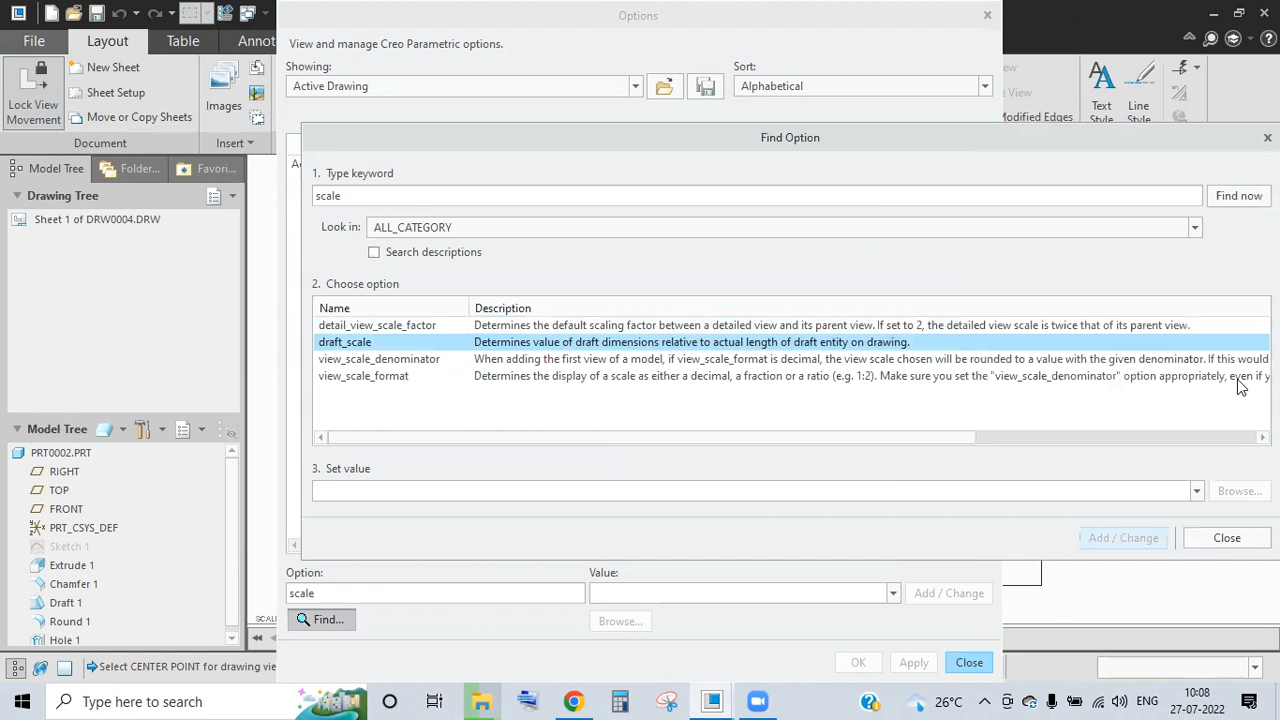 Options
File
Layout
Table
Annot
View and manage Creo Parametric options.
Showing:
Sort:
Active Drawing
Alphabetical
New Sheet
Sheet Setup
Move or Copy Sheets
Lock View
Movement
Images
Document
Insert
Modified Edges
Text
Style
Line
Style
Find Option
Model Tree
Folder...
Favori...
1. Type keyword
scale
Find now
Drawing Tree
Sheet 1 of DRW0004.DRW
Look in:
ALL_CATEGORY
Search descriptions
2. Choose option
Name
Description
detail_view_scale_factor
Determines the default scaling factor between a detailed view and its parent view. If set to 2, the detailed view scale is twice that of its parent view.
draft_scale
Determines value of draft dimensions relative to actual length of draft entity on drawing.
view_scale_denominator
When adding the first view of a model, if view_scale_format is decimal, the view scale chosen will be rounded to a value with the given denominator. If this would
view_scale_format
Determines the display of a scale as either a decimal, a fraction or a ratio (e.g. 1:2). Make sure you set the "view_scale_denominator" option appropriately, even if y
Model Tree
PRT0002.PRT
RIGHT
TOP
FRONT
PRT_CSYS_DEF
Sketch 1
Extrude 1
Chamfer 1
Draft 1
Round 1
Hole 1
3. Set value
Browse...
Add / Change
Close
Option:
Value:
scale
Add / Change
Find...
Browse...
SCALE
OK
Apply
Close
Select CENTER POINT for drawing vie
Type here to search
26°C
ENG
10:08
27-07-2022